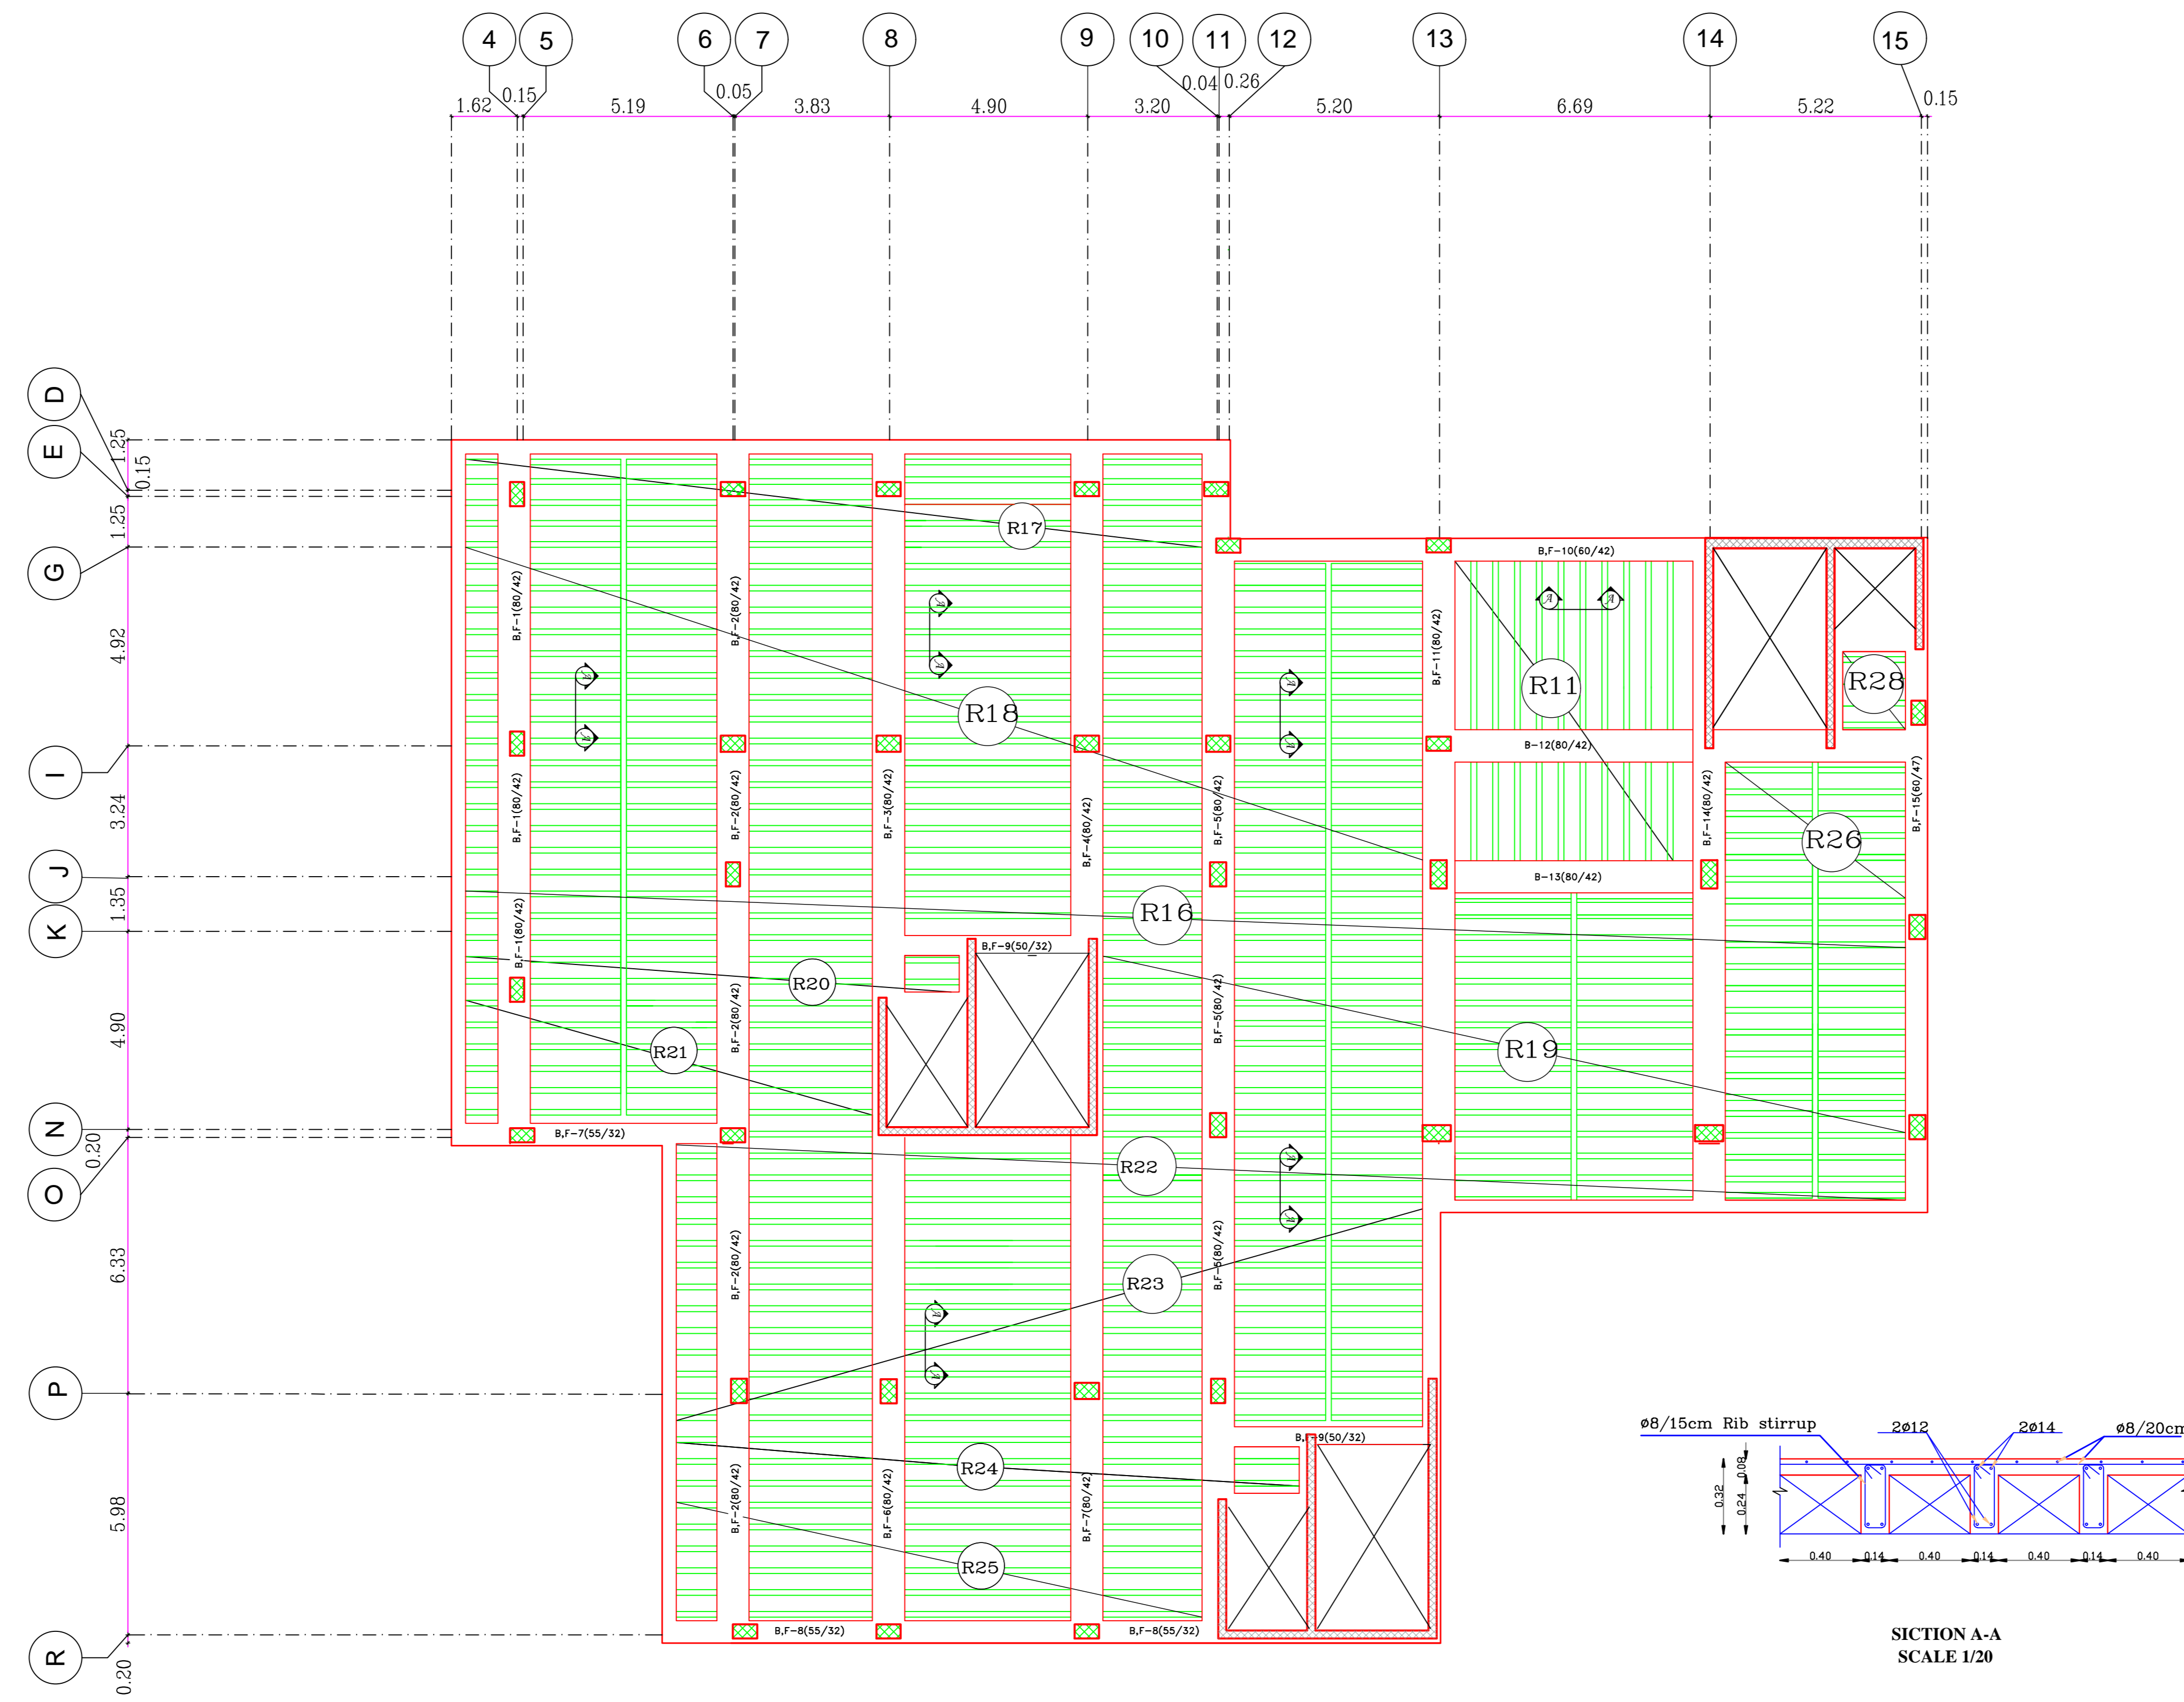 4 5 6 7 8 9 10 11 12 13 14 15
1.62 0.15 5.19 0.05 3.83 4.90 3.20 0.04 0.26 5.20 6.69 5.22 0.15
D
E
G
I
J
K
N
O
P
R
1.25
0.15
1.25
4.92
3.24
1.35
4.90
0.20
6.33
5.98
0.20
R17
B,F-10(60/42)
B,F-1(80/42)
B,F-2(80/42)
B,F-11(80/42)
A A
A
A
A
A
A
A
R18
R11
R28
B-12(80/42)
B,F-1(80/42)
B,F-2(80/42)
B,F-3(80/42)
B,F-4(80/42)
B,F-5(80/42)
B,F-14(80/42)
B,F-15(60/47)
R26
B-13(80/42)
R16
B,F-1(80/42)
B,F-9(50/32)
R20
B,F-2(80/42)
B,F-5(80/42)
R21
R19
B,F-7(55/32)
R22
A
A
B,F-2(80/42)
B,F-5(80/42)
R23
A
A
B,F-9(50/32)
R24
B,F-2(80/42)
B,F-6(80/42)
B,F-7(80/42)
R25
B,F-8(55/32)
B,F-8(55/32)
ø8/15cm Rib stirrup 2ø12 2ø14 ø8/20cm
0.32
0.08
0.24
0.40 0.14 0.40 0.14 0.40 0.14 0.40
SICTION A-A
SCALE 1/20